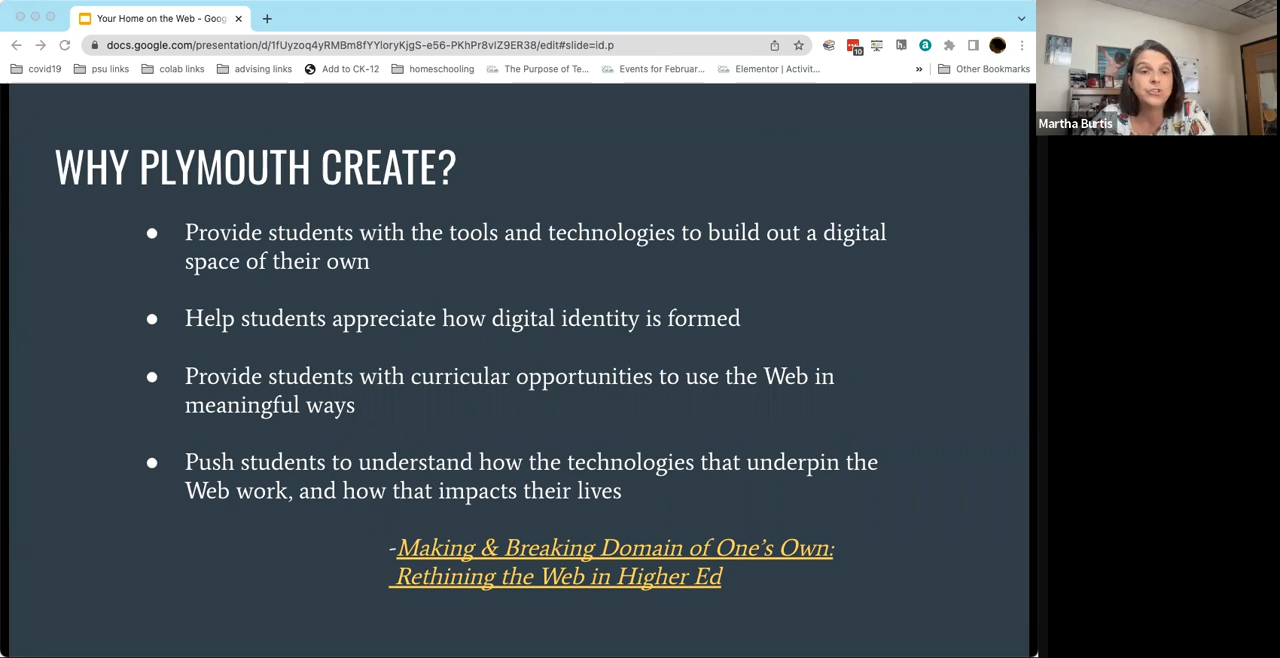 Your Home on the Web - Goog
docs.google.com/presentation/d/1fUyzoq4yRMBm8fYYloryKjgS-e56-PKhPr8vIZ9ER38/edit#slide=id.p
10
covid19 psu links colab links advising links Add to CK-12 homeschooling The Purpose of Te... Events for Februar... Elementor | Activit... » Other Bookmarks
Martha Burtis
WHY PLYMOUTH CREATE?
● Provide students with the tools and technologies to build out a digital
space of their own
● Help students appreciate how digital identity is formed
● Provide students with curricular opportunities to use the Web in
meaningful ways
● Push students to understand how the technologies that underpin the
Web work, and how that impacts their lives
-Making & Breaking Domain of One's Own:
Rethining the Web in Higher Ed